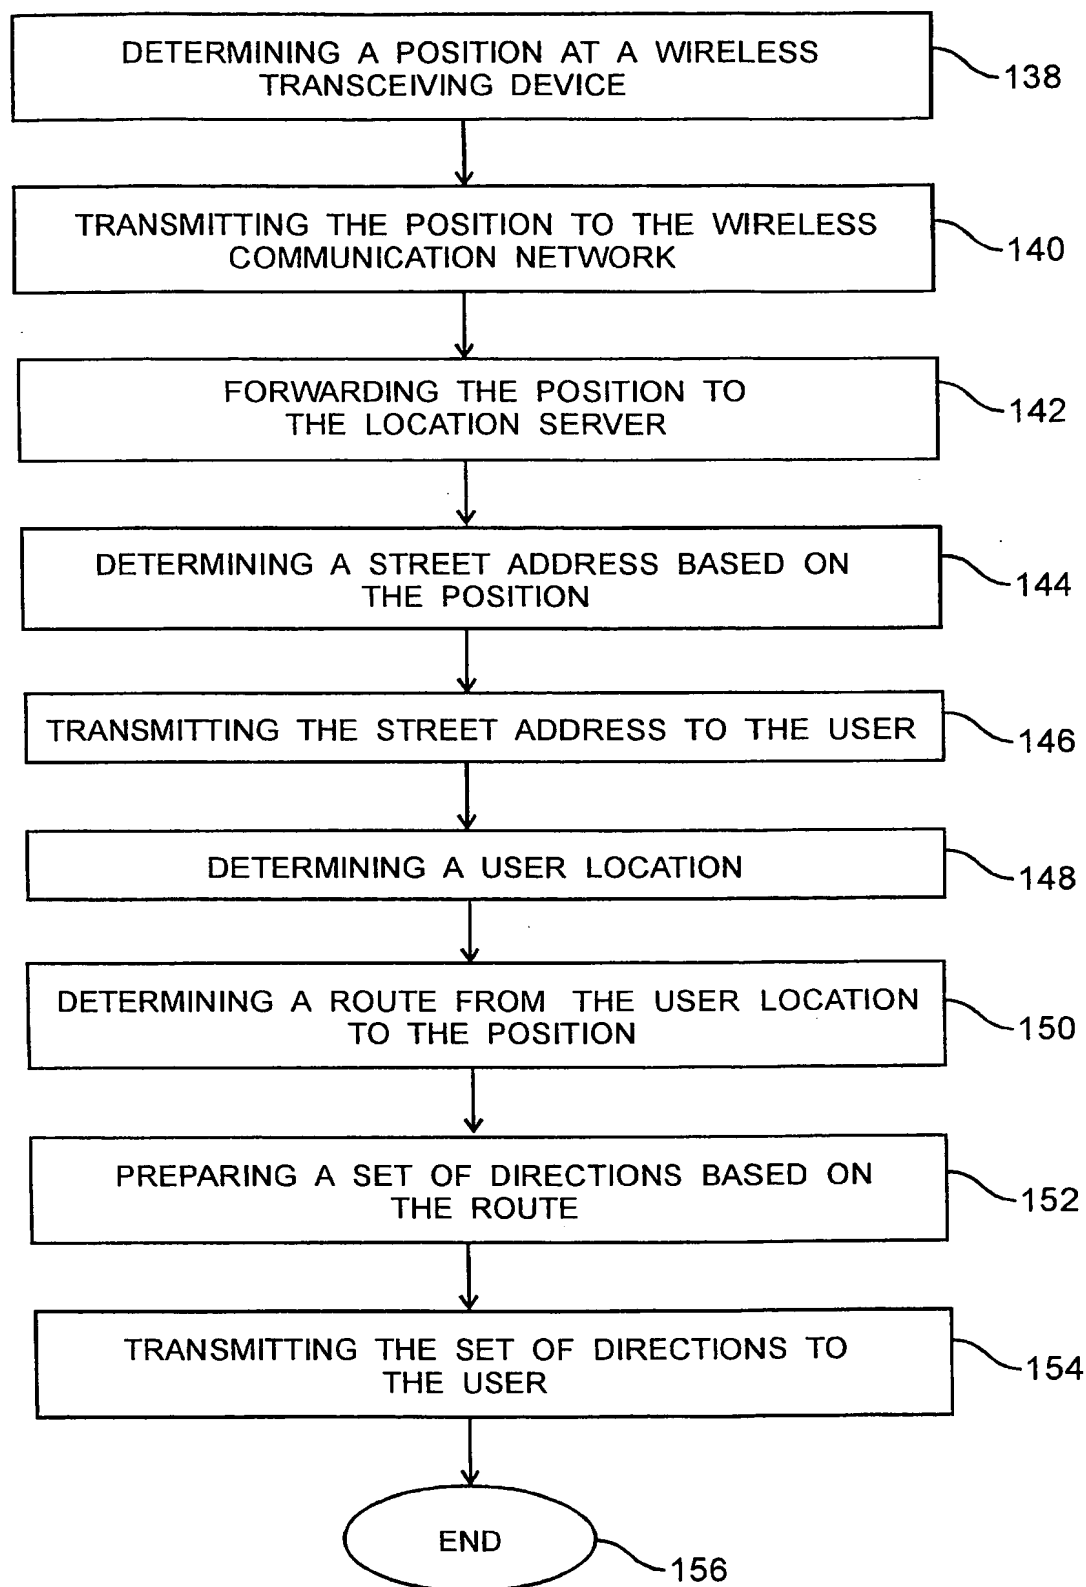 DETERMINING A POSITION AT A WIRELESS
TRANSCEIVING DEVICE
138
TRANSMITTING THE POSITION TO THE WIRELESS
COMMUNICATION NETWORK
140
FORWARDING THE POSITION TO
THE LOCATION SERVER
142
DETERMINING A STREET ADDRESS BASED ON
THE POSITION
144
TRANSMITTING THE STREET ADDRESS TO THE USER
146
DETERMINING A USER LOCATION
148
DETERMINING A ROUTE FROM THE USER LOCATION
TO THE POSITION
150
PREPARING A SET OF DIRECTIONS BASED ON
THE ROUTE
152
TRANSMITTING THE SET OF DIRECTIONS TO
THE USER
154
END
156